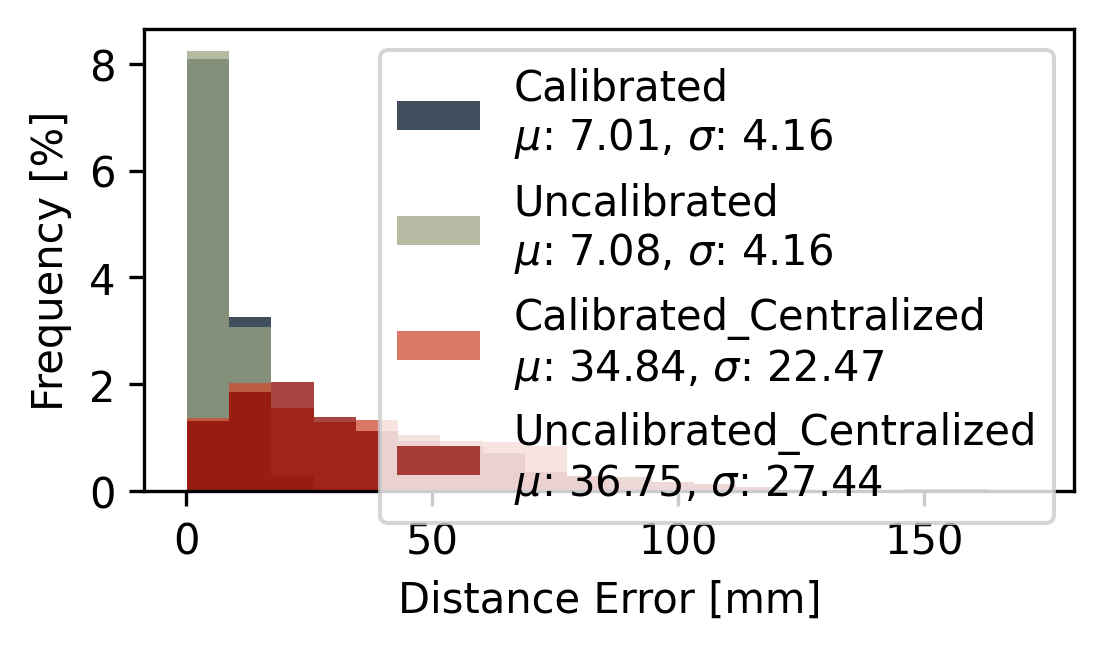 8
6
4
2
0
Frequency [%]
Calibrated
μ: 7.01, σ: 4.16
Uncalibrated
μ: 7.08, σ: 4.16
Calibrated_Centralized
μ: 34.84, σ: 22.47
Uncalibrated_Centralized
μ: 36.75, σ: 27.44
0 50 100 150
Distance Error [mm]